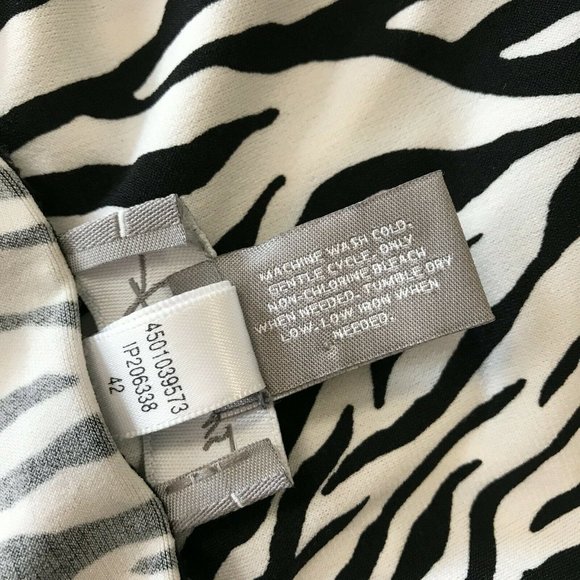 MACHINE WASH COLD,
GENTLE CYCLE. ONLY
NON-CHLORINE BLEACH
WHEN NEEDED. TUMBLE DRY
LOW. LOW IRON WHEN
NEEDED.
4501039573
IP206338
42